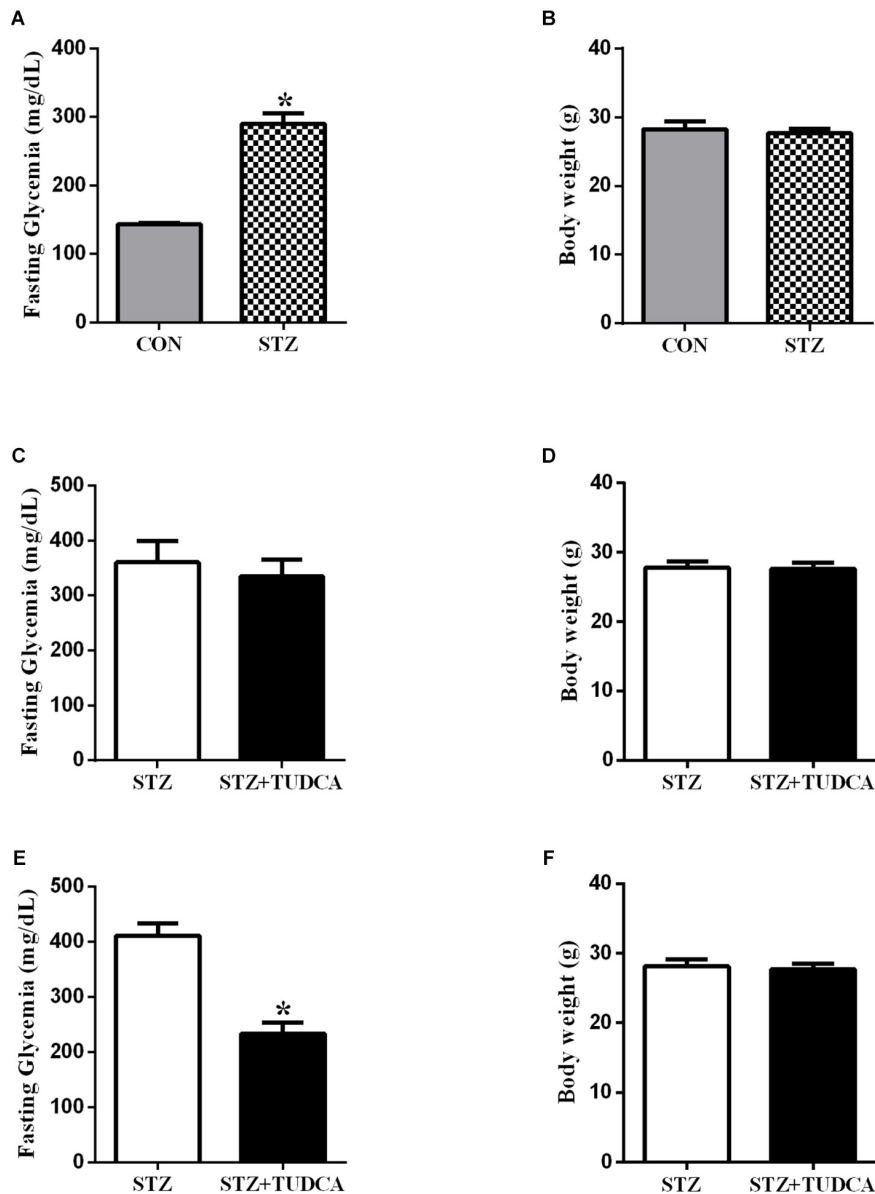 A
Fasting Glycemia (mg/dL)
400
300
200
100
0
*
CON
STZ
B
Body weight (g)
40
30
20
10
0
CON
STZ
C
Fasting Glycemia (mg/dL)
500
400
300
200
100
0
STZ
STZ+TUDCA
D
Body weight (g)
40
30
20
10
0
STZ
STZ+TUDCA
E
Fasting Glycemia (mg/dL)
500
400
300
200
100
0
*
STZ
STZ+TUDCA
F
Body weight (g)
40
30
20
10
0
STZ
STZ+TUDCA